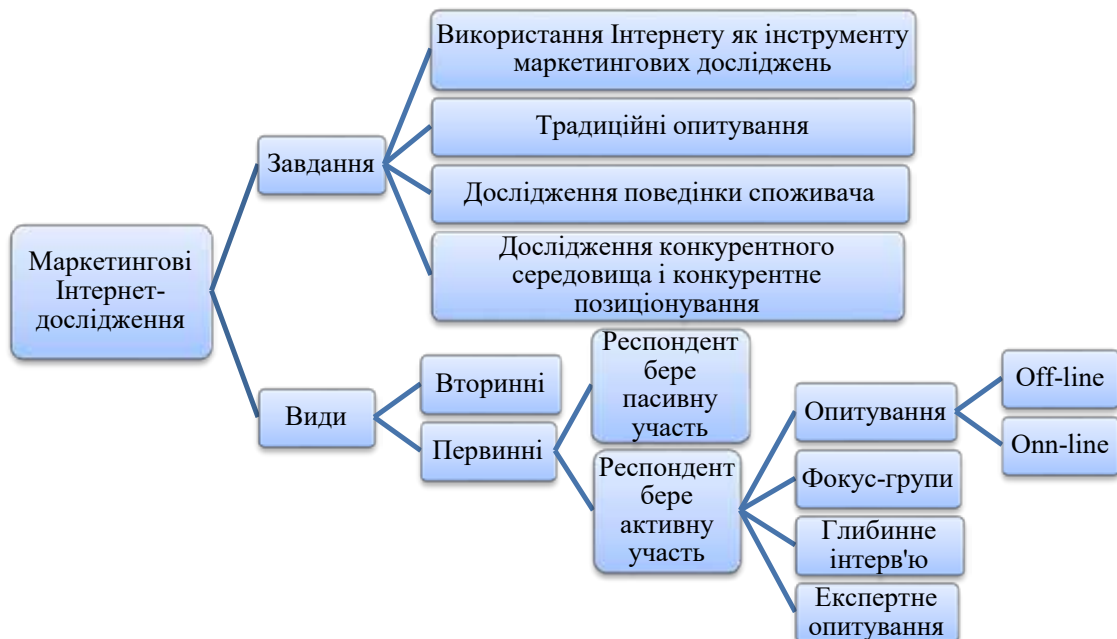 Використання Інтернету як інструменту
маркетингових досліджень
Традиційні опитування
Завдання
Дослідження поведінки споживача
Дослідження конкурентного
середовища і конкурентне
позиціонування
Маркетингові
Інтернет-
дослідження
Види
Вторинні
Первинні
Респондент
бере
пасивну
участь
Респондент
бере
активну
участь
Опитування
Off-line
Onn-line
Фокус-групи
Глибинне
інтерв'ю
Експертне
опитування